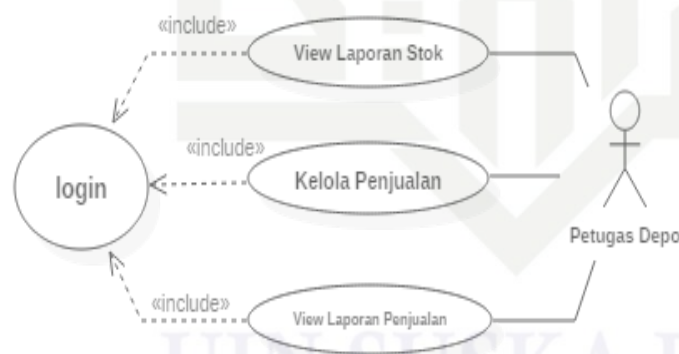 «include»
View Laporan Stok
«include»
login
Kelola Penjualan
Petugas Depo
«include»
View Laporan Penjualan